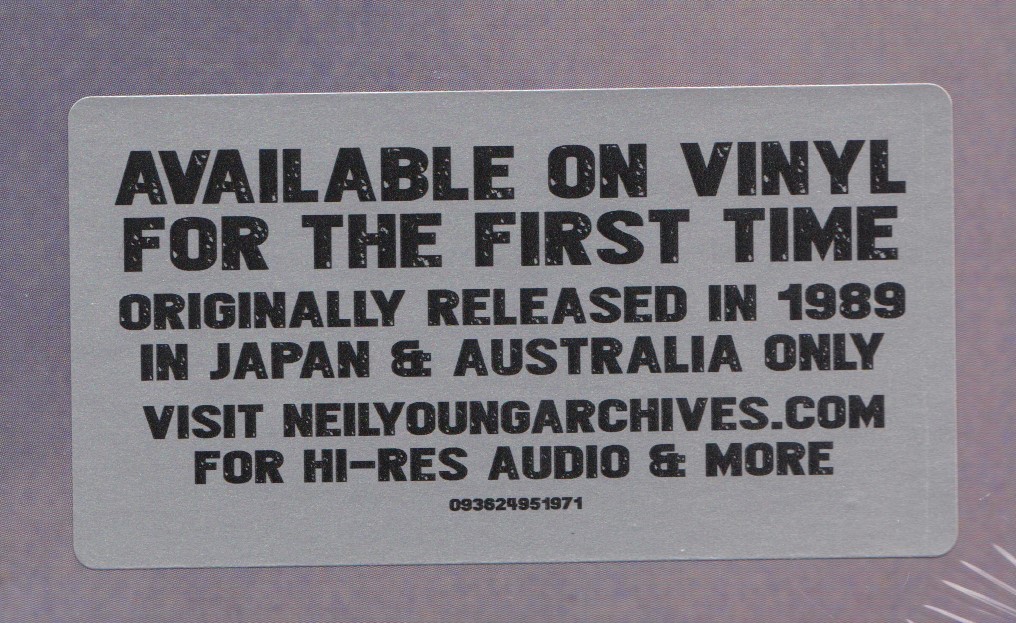 AVAILABLE ON VINYL
FOR THE FIRST TIME
ORIGINALLY RELEASED IN 1989
IN JAPAN & AUSTRALIA ONLY
VISIT NEILYOUNGARCHIVES.COM
FOR HI-RES AUDIO & MORE
093624951971